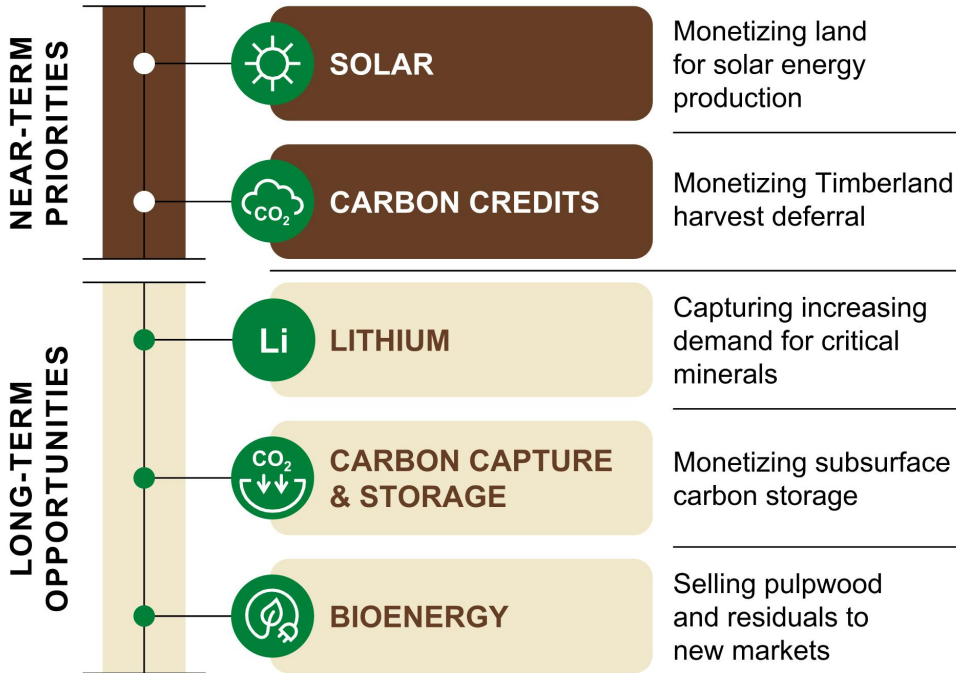 NEAR-TERM
PRIORITIES
SOLAR
Monetizing land
for solar energy
production
CO₂
CARBON CREDITS
Monetizing Timberland
harvest deferral
LONG-TERM
OPPORTUNITIES
Li
LITHIUM
Capturing increasing
demand for critical
minerals
CO₂
CARBON CAPTURE
& STORAGE
Monetizing subsurface
carbon storage
BIOENERGY
Selling pulpwood
and residuals to
new markets